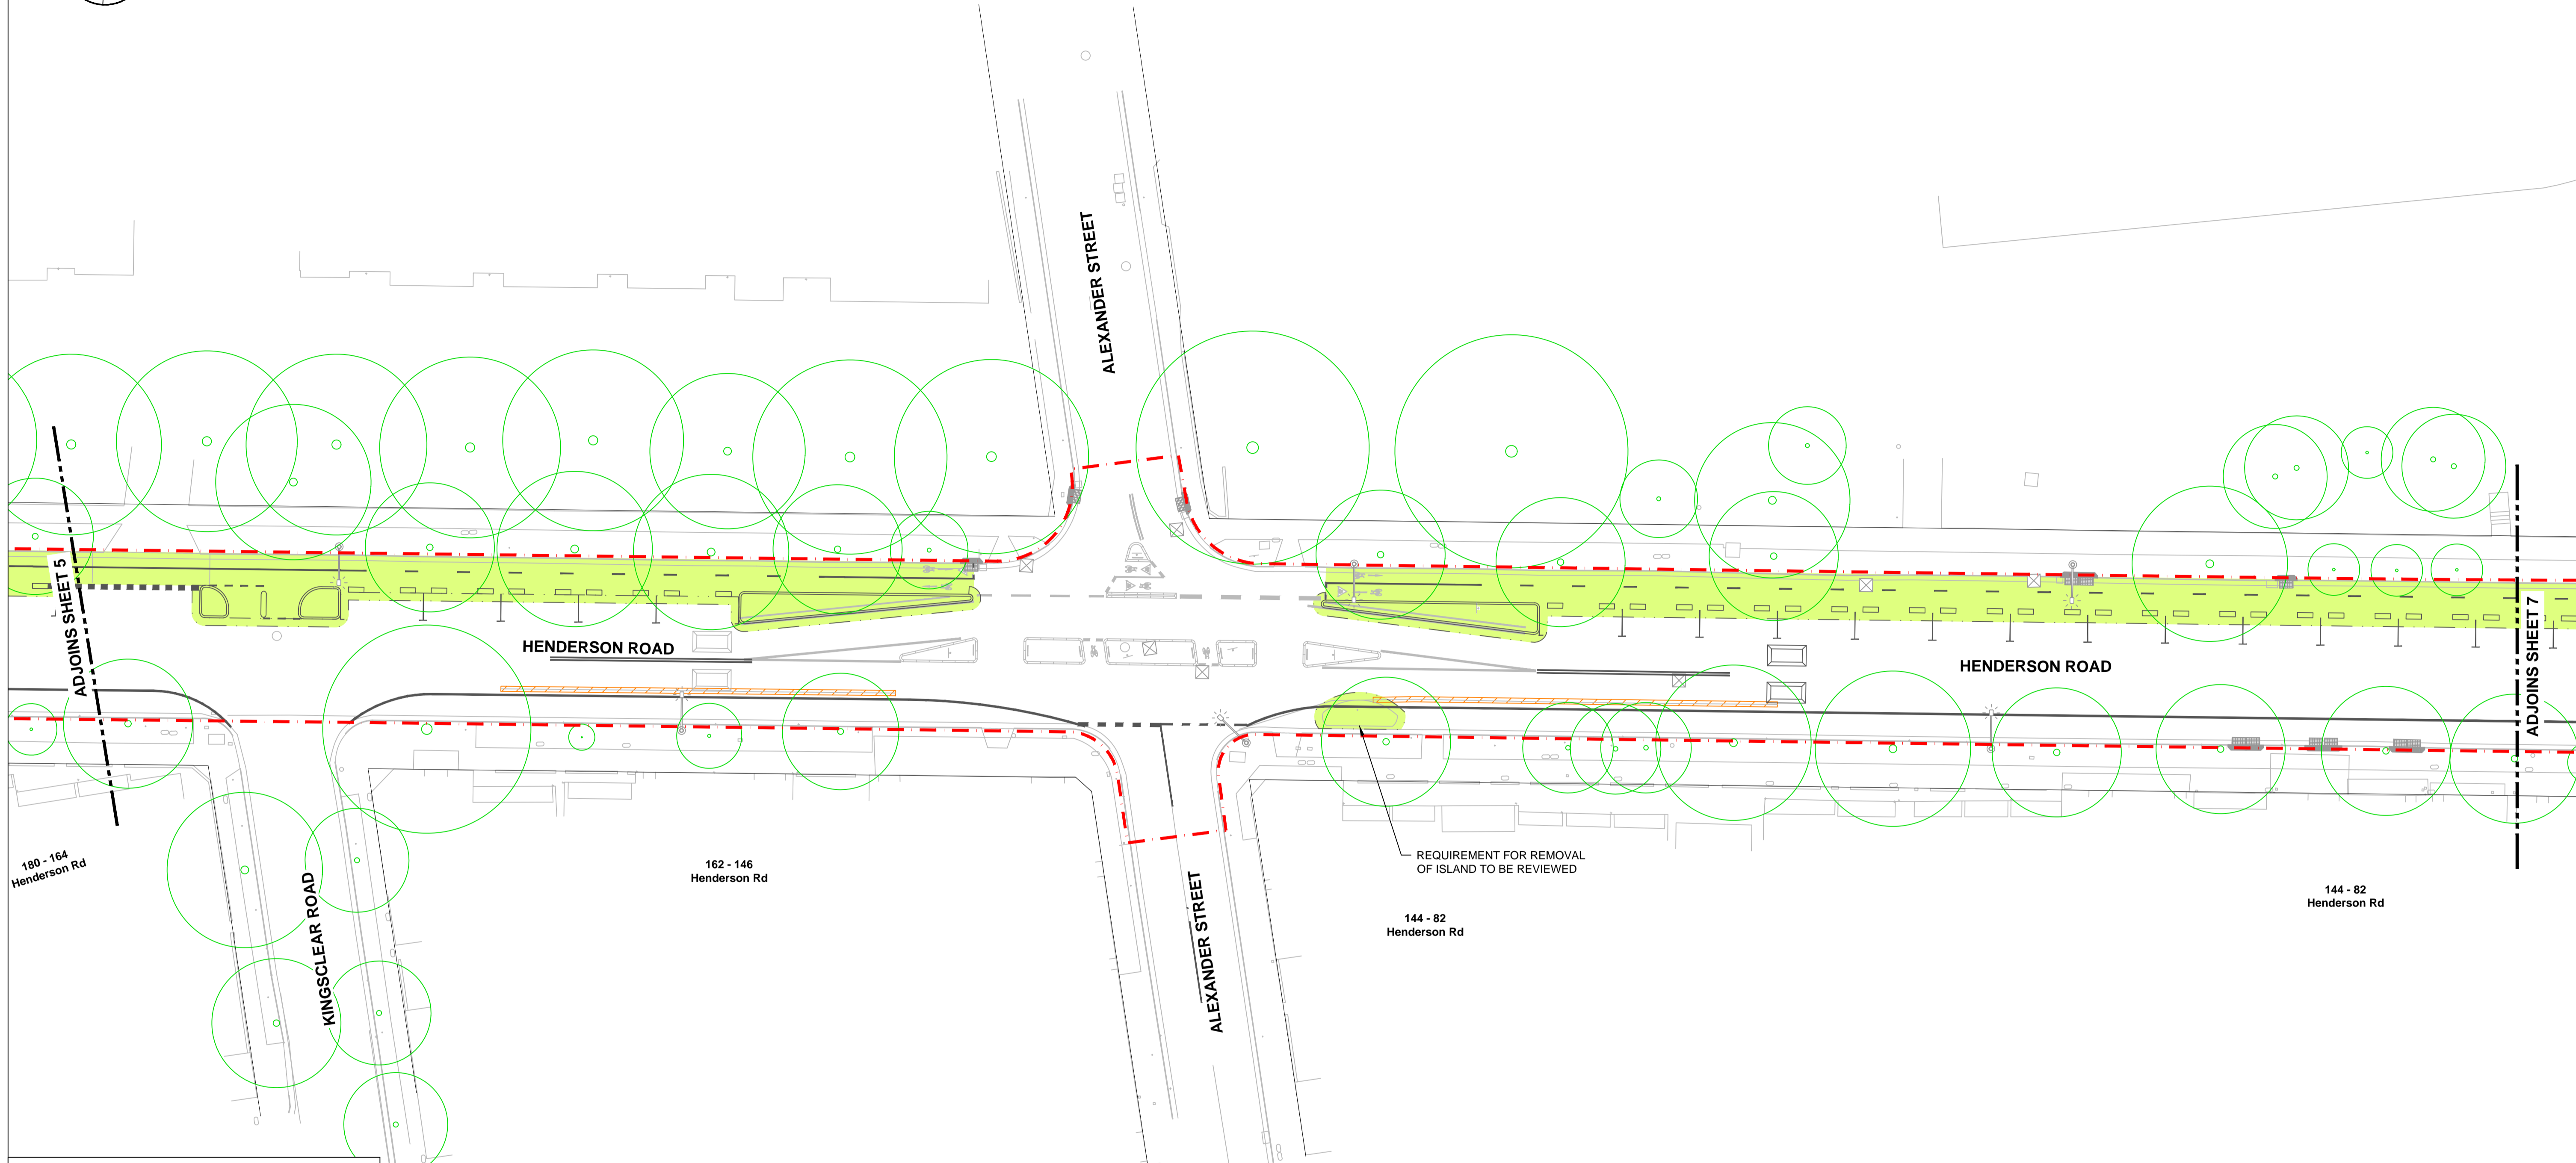 ALEXANDER STREET
ADJOINS SHEET 5
HENDERSON ROAD
HENDERSON ROAD
ADJOINS SHEET 7
180 - 164
Henderson Rd
KINGSCLEAR ROAD
162 - 146
Henderson Rd
ALEXANDER STREET
REQUIREMENT FOR REMOVAL
OF ISLAND TO BE REVIEWED
144 - 82
Henderson Rd
144 - 82
Henderson Rd